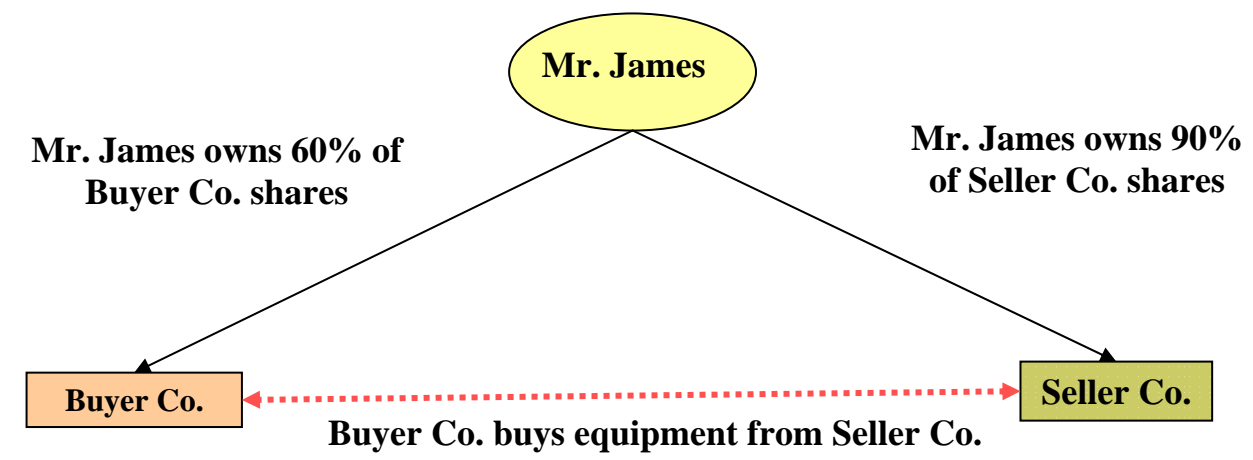 Mr. James
Mr. James owns 60% of
Buyer Co. shares
Mr. James owns 90%
of Seller Co. shares
Buyer Co.
Seller Co.
Buyer Co. buys equipment from Seller Co.